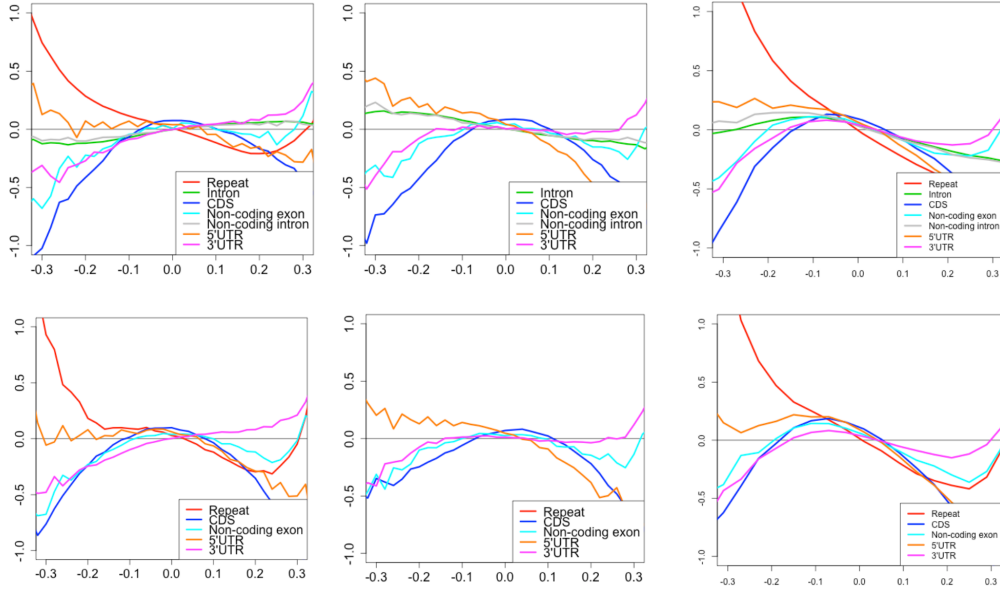 1.0
0.5
0.0
-0.5
-1.0
Repeat
Intron
CDS
Non-coding exon
Non-coding intron
5'UTR
3'UTR
-0.3 -0.2 -0.1 0.0 0.1 0.2 0.3
1.0
0.5
0.0
-0.5
-1.0
Intron
CDS
Non-coding exon
Non-coding intron
5'UTR
3'UTR
-0.3 -0.2 -0.1 0.0 0.1 0.2 0.3
1.0
0.5
0.0
-0.5
-1.0
Repeat
Intron
CDS
Non-coding exon
Non-coding intron
5'UTR
3'UTR
-0.3 -0.2 -0.1 0.0 0.1 0.2 0.3
1.0
0.5
0.0
-0.5
-1.0
Repeat
CDS
Non-coding exon
5'UTR
3'UTR
-0.3 -0.2 -0.1 0.0 0.1 0.2 0.3
1.0
0.5
0.0
-0.5
-1.0
Repeat
CDS
Non-coding exon
5'UTR
3'UTR
-0.3 -0.2 -0.1 0.0 0.1 0.2 0.3
1.0
0.5
0.0
-0.5
-1.0
Repeat
CDS
Non-coding exon
5'UTR
3'UTR
-0.3 -0.2 -0.1 0.0 0.1 0.2 0.3